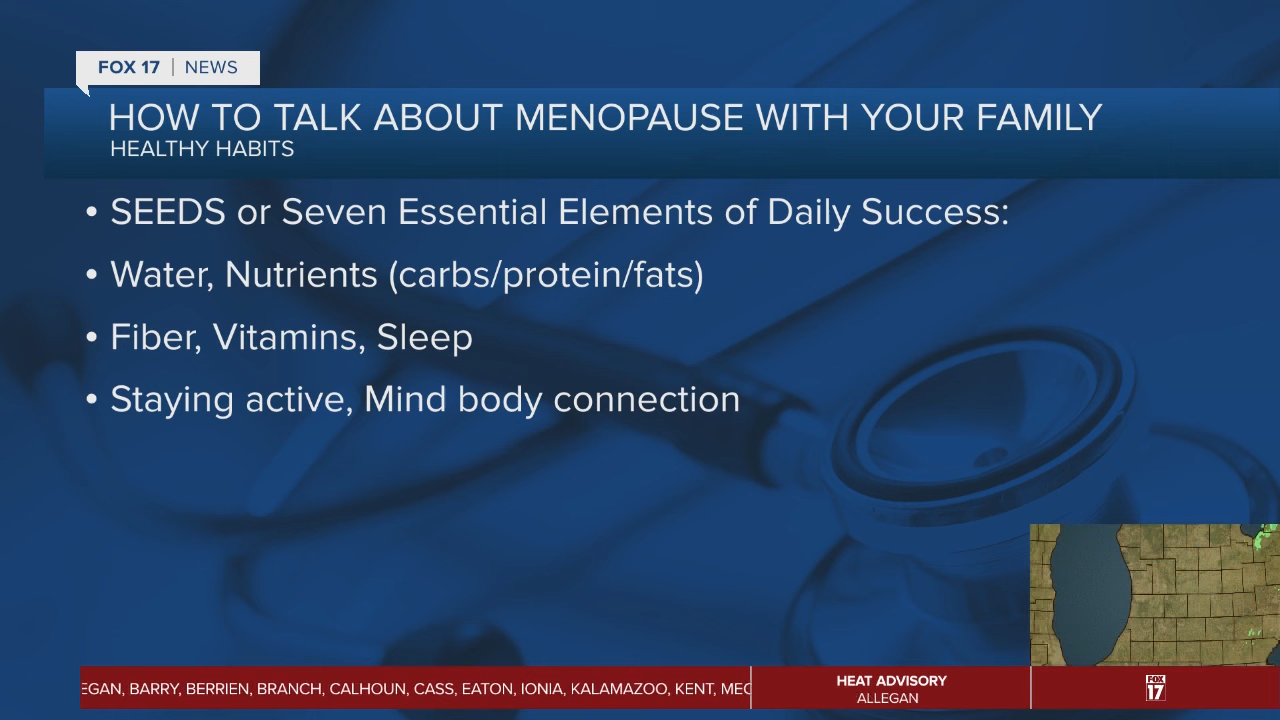 FOX 17 | NEWS
HOW TO TALK ABOUT MENOPAUSE WITH YOUR FAMILY
HEALTHY HABITS
• SEEDS or Seven Essential Elements of Daily Success:
• Water, Nutrients (carbs/protein/fats)
• Fiber, Vitamins, Sleep
• Staying active, Mind body connection
EGAN, BARRY, BERRIEN, BRANCH, CALHOUN, CASS, EATON, IONIA, KALAMAZOO, KENT, MEC
HEAT ADVISORY
ALLEGAN
FOX
17